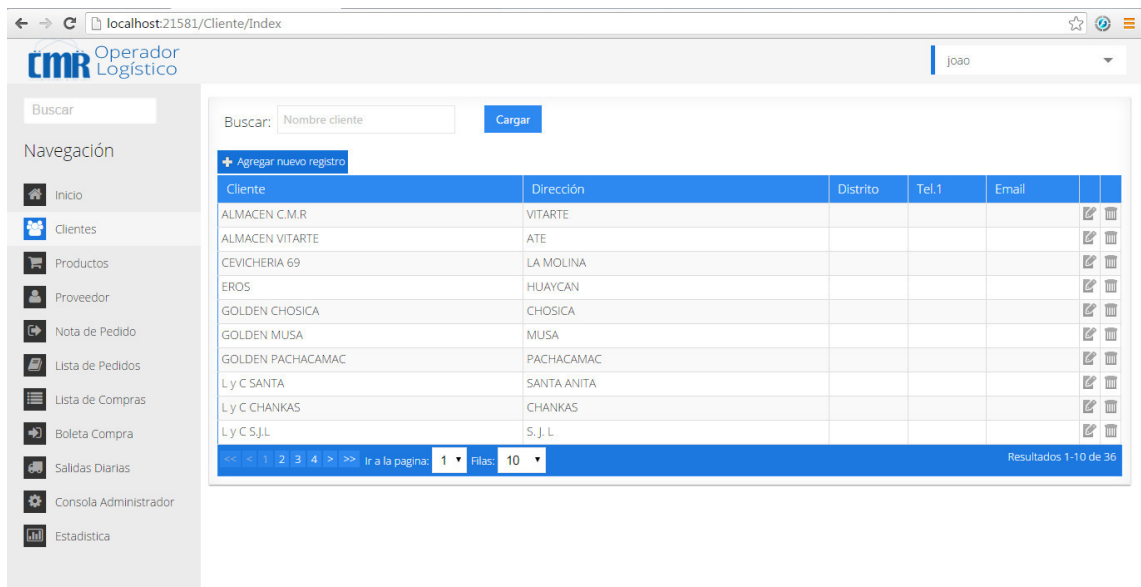 localhost:21581/Cliente/Index
CMR Operador Logístico
joao
Buscar
Navegación
Inicio
Clientes
Productos
Proveedor
Nota de Pedido
Lista de Pedidos
Lista de Compras
Boleta Compra
Salidas Diarias
Consola Administrador
Estadistica
Buscar: Nombre cliente Cargar
+ Agregar nuevo registro
Cliente Dirección Distrito Tel.1 Email
ALMACEN C.M.R VITARTE
ALMACEN VITARTE ATE
CEVICHERIA 69 LA MOLINA
EROS HUAYCAN
GOLDEN CHOSICA CHOSICA
GOLDEN MUSA MUSA
GOLDEN PACHACAMAC PACHACAMAC
L y C SANTA SANTA ANITA
L y C CHANKAS CHANKAS
L y C S.J.L S. J. L
<< < 1 2 3 4 > >> Ir a la pagina: 1 Filas: 10 Resultados 1-10 de 36